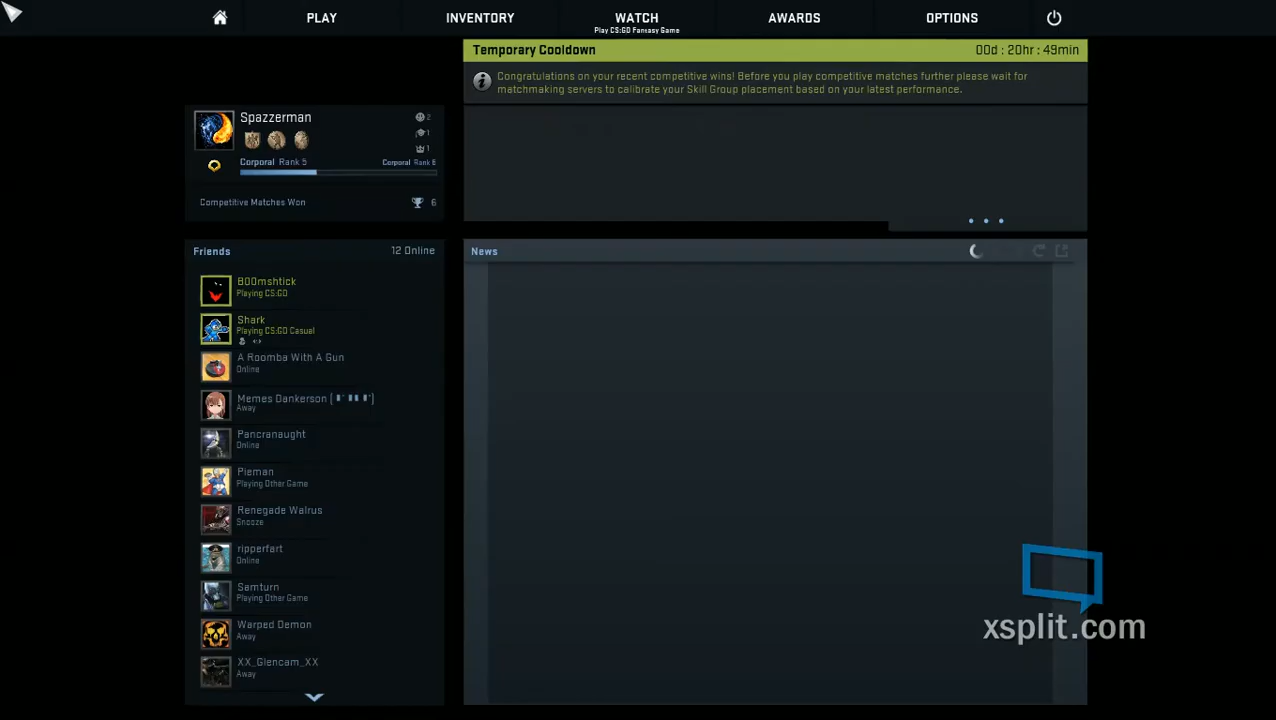 PLAY
INVENTORY
WATCH
Play CS:GO Fansasy Game
AWARDS
OPTIONS
Temporary Cooldown
00d : 20hr : 49min
Congratulations on your recent competitive wins! Before you play competitive matches further please wait for
matchmaking servers to calibrate your Skill Group placement based on your latest performance.
Spazzerman
2
1
1
Corporal Rank 5
Corporal Rank 6
Competitive Matches Won
6
Friends
12 Online
B00mshtick
Playing CS:GO
Shark
Playing CS:GO Casual
A Roomba With A Gun
Online
Memes Dankerson
Away
Pancranaught
Online
Pieman
Playing Other Game
Renegade Walrus
Snooze
ripperfart
Online
Samturn
Playing Other Game
Warped Demon
Away
XX_Glencam_XX
Away
News
xsplit.com